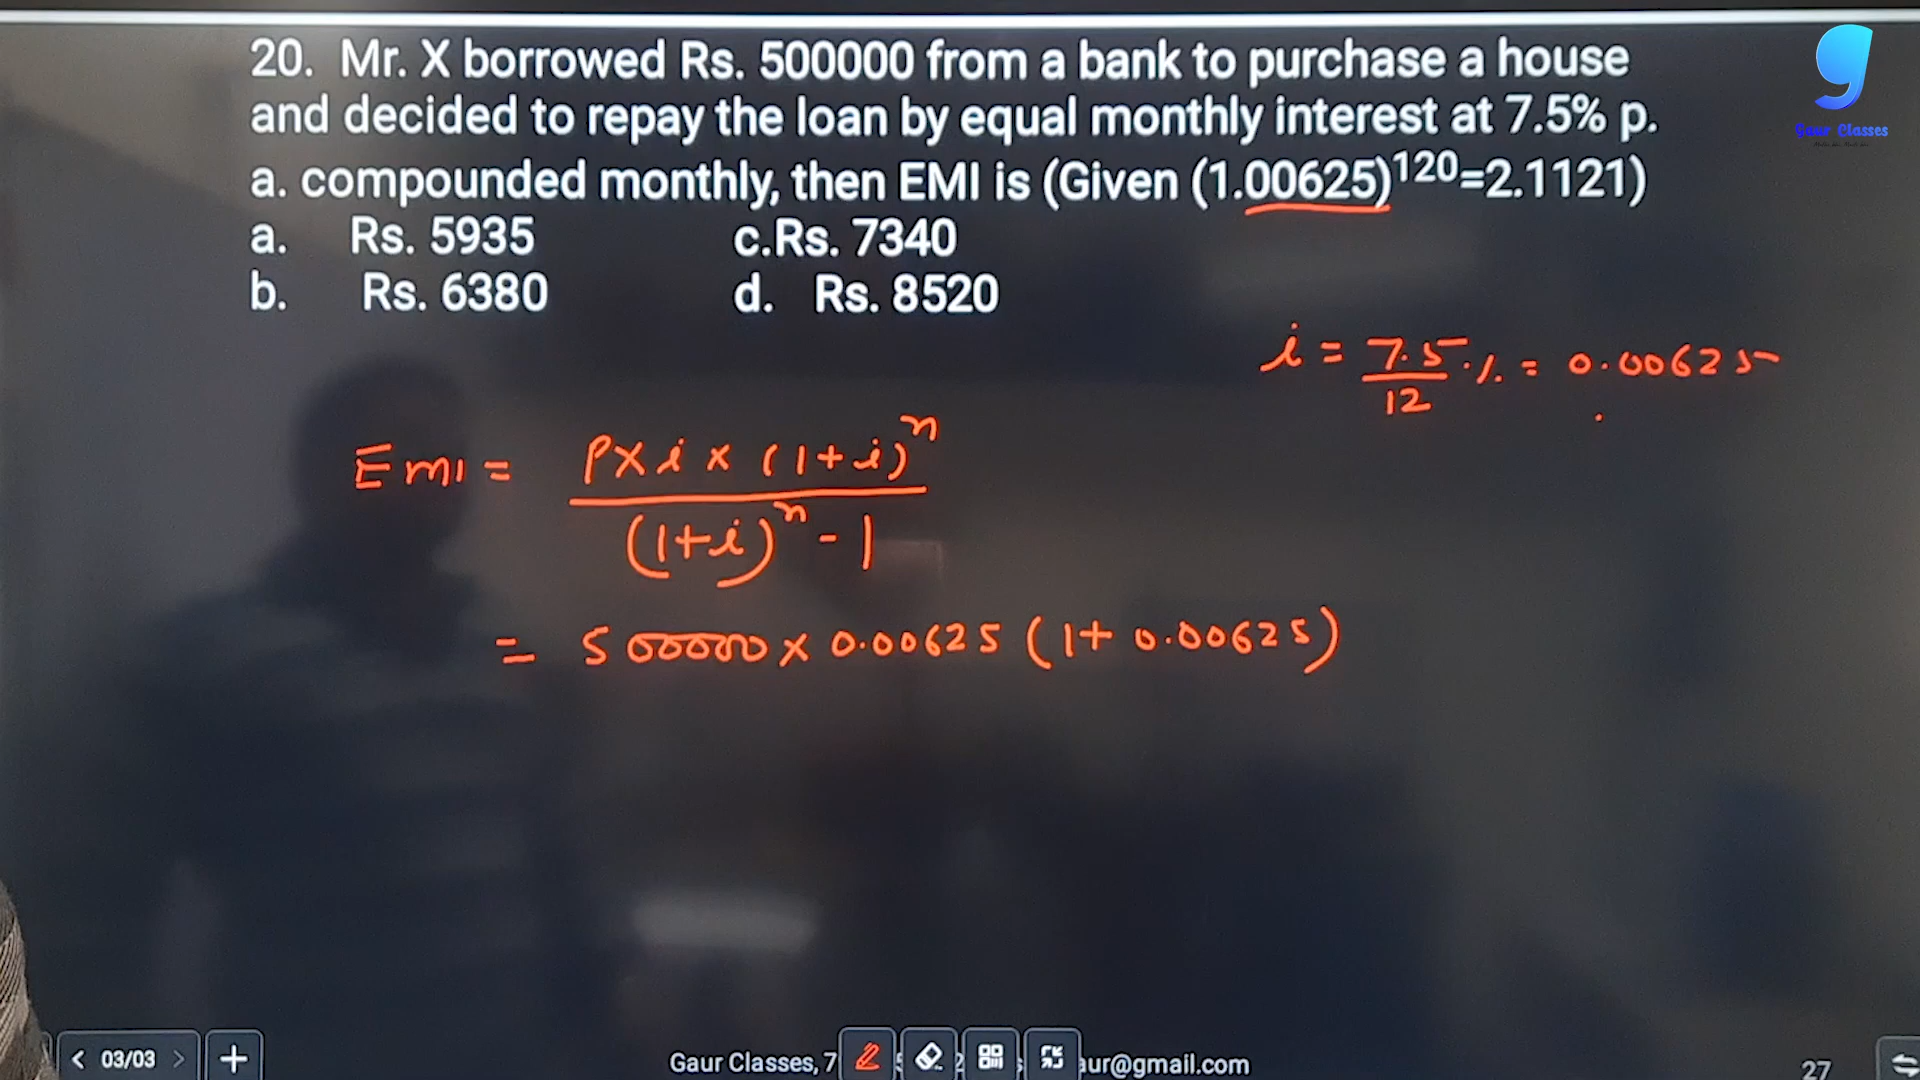 20. Mr. X borrowed Rs. 500000 from a bank to purchase a house
and decided to repay the loan by equal monthly interest at 7.5% p.
a. compounded monthly, then EMI is (Given (1.00625)^120=2.1121)
a. Rs. 5935 c.Rs. 7340
b. Rs. 6380 d. Rs. 8520
g
Gaur Classes
i = 7.5/12 % = 0.00625
EMI = P×i×(1+i)^n / (1+i)^n - 1
= 500000 × 0.00625 (1+ 0.00625)
< 03/03 > +
Gaur Classes, 7
aur@gmail.com
27